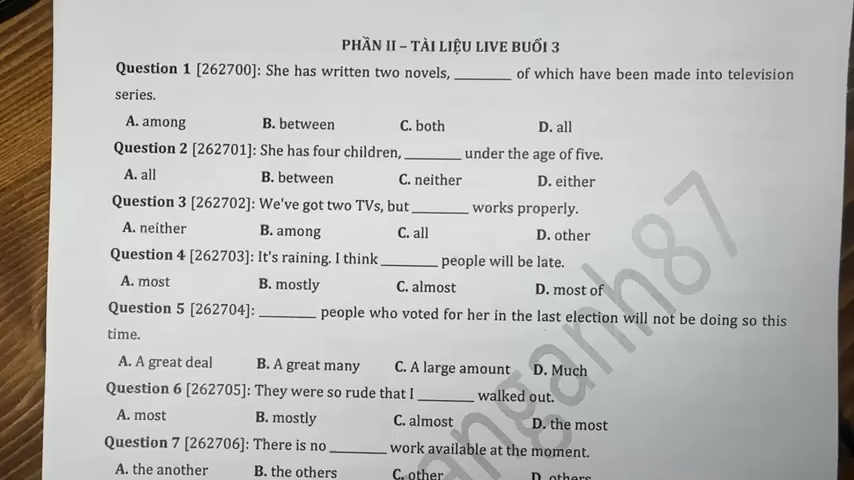 PHẦN II – TÀI LIỆU LIVE BUỔI 3
Question 1 [262700]: She has written two novels, ________ of which have been made into television
series.
A. among B. between C. both D. all
Question 2 [262701]: She has four children, ________ under the age of five.
A. all B. between C. neither D. either
Question 3 [262702]: We've got two TVs, but ________ works properly.
A. neither B. among C. all D. other
Question 4 [262703]: It's raining. I think ________ people will be late.
A. most B. mostly C. almost D. most of
Question 5 [262704]: ________ people who voted for her in the last election will not be doing so this
time.
A. A great deal B. A great many C. A large amount D. Much
Question 6 [262705]: They were so rude that I ________ walked out.
A. most B. mostly C. almost D. the most
Question 7 [262706]: There is no ________ work available at the moment.
A. the another B. the others C. other D. others
anganh87